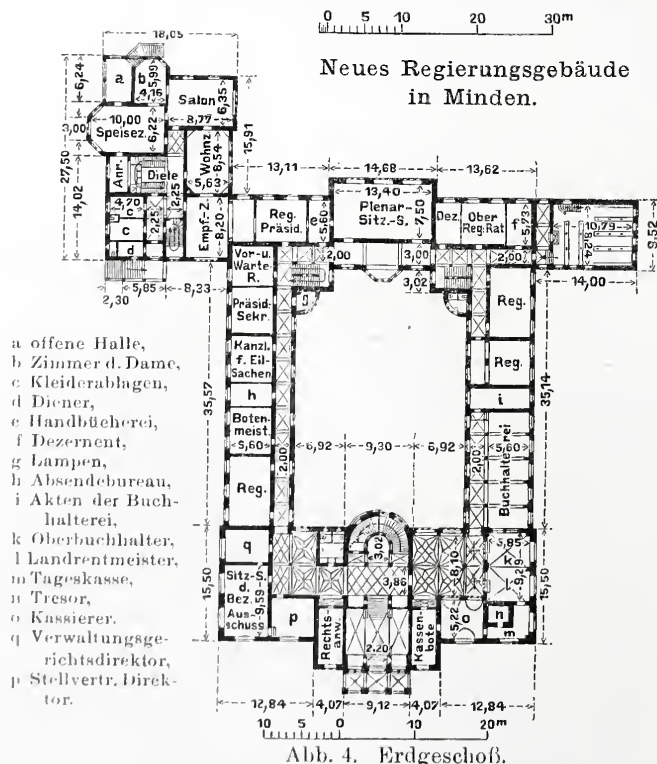 0 10 20 30m
Neues Regierungsgebäude
in Minden.
18,05
6,24
a
b
5,99
4,16
Salon
6,35
8,77
10,00
Speisez.
6,22
3,00
27,50
14,02
15,91
Wohnz.
8,54
5,63
Anr.
Diele
2,25
4,70
c
c
d
2,25
Empf-Z.
8,20
2,30
5,85
8,33
13,11
14,68
13,62
Reg.
Präsid.
e
5,60
13,40
Plenar-
Sitz.-S.
7,50
Dez.
Ober
Reg.Rat
f
5,73
10,79
9,24
9,52
14,00
2,00
3,00
2,00
3,02
Vor-u.
Warte-
R.
g
Präsid.
Sekr.
Kanzl.
f. Eil-
Sachen
h
Boten-
meist.
5,60
Reg.
2,00
35,57
6,92
9,30
6,92
Reg.
Reg.
i
Buchhalterei
5,60
2,00
35,14
a offene Halle,
b Zimmer d. Dame,
c Kleiderablagen,
d Diener,
e Handbücherei,
f Dezernent,
g Lampen,
h Absendebureau,
i Akten der Buch-
halterei,
k Oberbuchhalter,
l Landrentmeister,
m Tageskasse,
n Tresor,
o Kassierer.
q Verwaltungsge-
richtsdirektor,
p Stellvertr. Direk-
tor.
15,50
q
Sitz-S.
d.
Bez.
Aus-
schuss
9,59
p
Rechts-
anw.
3,02
3,86
2.20
Kassen-
bote
8,10
5,22
o
5,85
k
9,29
n
m
15,50
12,84
4,07
9,12
4,07
12,84
10 0 10 20m
Abb. 4. Erdgeschoß.